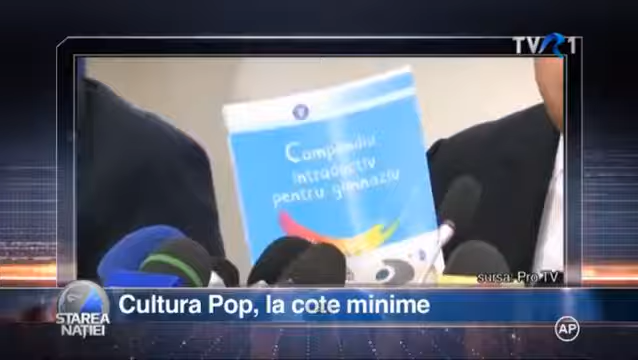 TVR1
Compendiu
introductiv
pentru gimnaziu
sursa: Pro TV
Cultura Pop, la cote minime
STAREA
NAȚIEI
AP